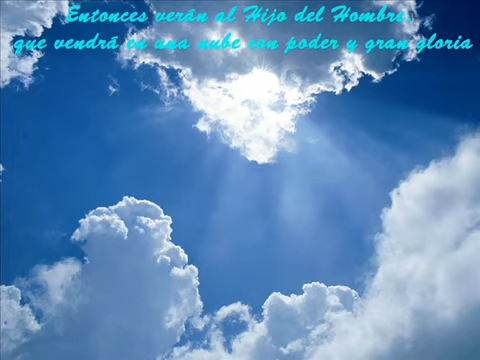 Entonces verán al Hijo del Hombre,
que vendrá en una nube con poder y gran gloria